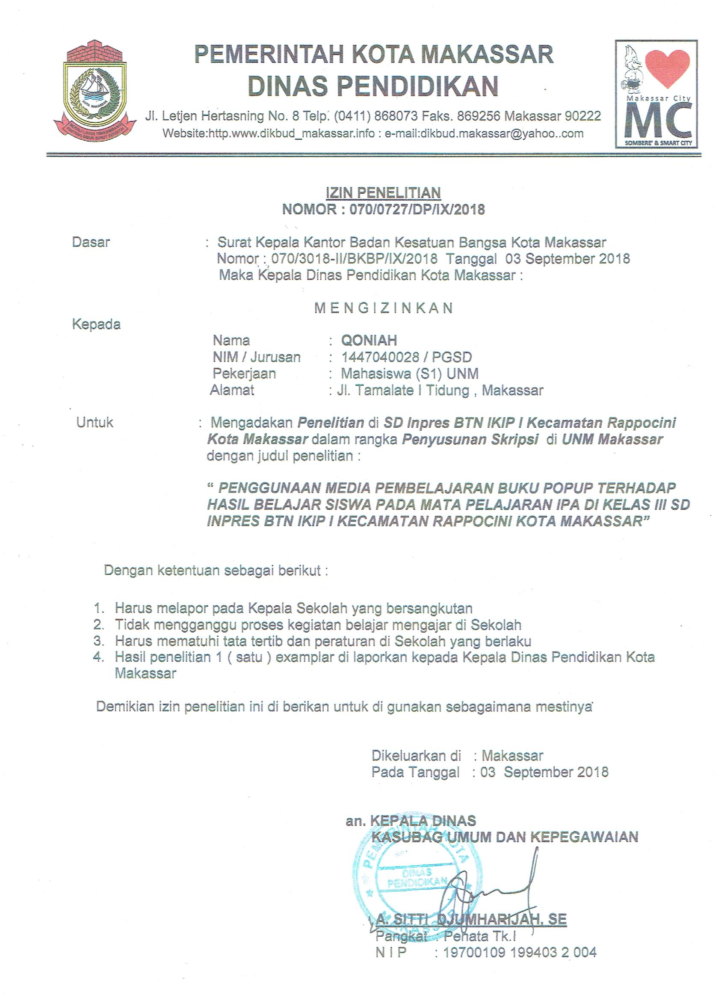 PEMERINTAH KOTA MAKASSAR
DINAS PENDIDIKAN
Jl. Letjen Hertasning No. 8 Telp. (0411) 868073 Faks. 869256 Makassar 90222
Website:http.www.dikbud_makassar.info : e-mail:dikbud.makassar@yahoo..com
KOTA MAKASSAR
SEKALI LAYAR TERKEMBANG
PANTANG BIDUK SURUT KEPANTAI
Makassar City
MC
SOMBERE' & SMART CITY
IZIN PENELITIAN
NOMOR : 070/0727/DP/IX/2018
Dasar : Surat Kepala Kantor Badan Kesatuan Bangsa Kota Makassar
Nomor : 070/3018-II/BKBP/IX/2018 Tanggal 03 September 2018
Maka Kepala Dinas Pendidikan Kota Makassar :
M E N G I Z I N K A N
Kepada
Nama : QONIAH
NIM / Jurusan : 1447040028 / PGSD
Pekerjaan : Mahasiswa (S1) UNM
Alamat : Jl. Tamalate I Tidung , Makassar
Untuk : Mengadakan Penelitian di SD Inpres BTN IKIP I Kecamatan Rappocini
Kota Makassar dalam rangka Penyusunan Skripsi di UNM Makassar
dengan judul penelitian :
“ PENGGUNAAN MEDIA PEMBELAJARAN BUKU POPUP TERHADAP
HASIL BELAJAR SISWA PADA MATA PELAJARAN IPA DI KELAS III SD
INPRES BTN IKIP I KECAMATAN RAPPOCINI KOTA MAKASSAR”
Dengan ketentuan sebagai berikut :
1. Harus melapor pada Kepala Sekolah yang bersangkutan
2. Tidak mengganggu proses kegiatan belajar mengajar di Sekolah
3. Harus mematuhi tata tertib dan peraturan di Sekolah yang berlaku
4. Hasil penelitian 1 ( satu ) examplar di laporkan kepada Kepala Dinas Pendidikan Kota
Makassar
Demikian izin penelitian ini di berikan untuk di gunakan sebagaimana mestinya
Dikeluarkan di : Makassar
Pada Tanggal : 03 September 2018
an. KEPALA DINAS
KASUBAG UMUM DAN KEPEGAWAIAN
PEMERINTAH KOTA
DINAS
PENDIDIKAN
MAKASSAR
A. SITTI DJUMHARIJAH, SE
Pangkat : Penata Tk.I
N I P : 19700109 199403 2 004